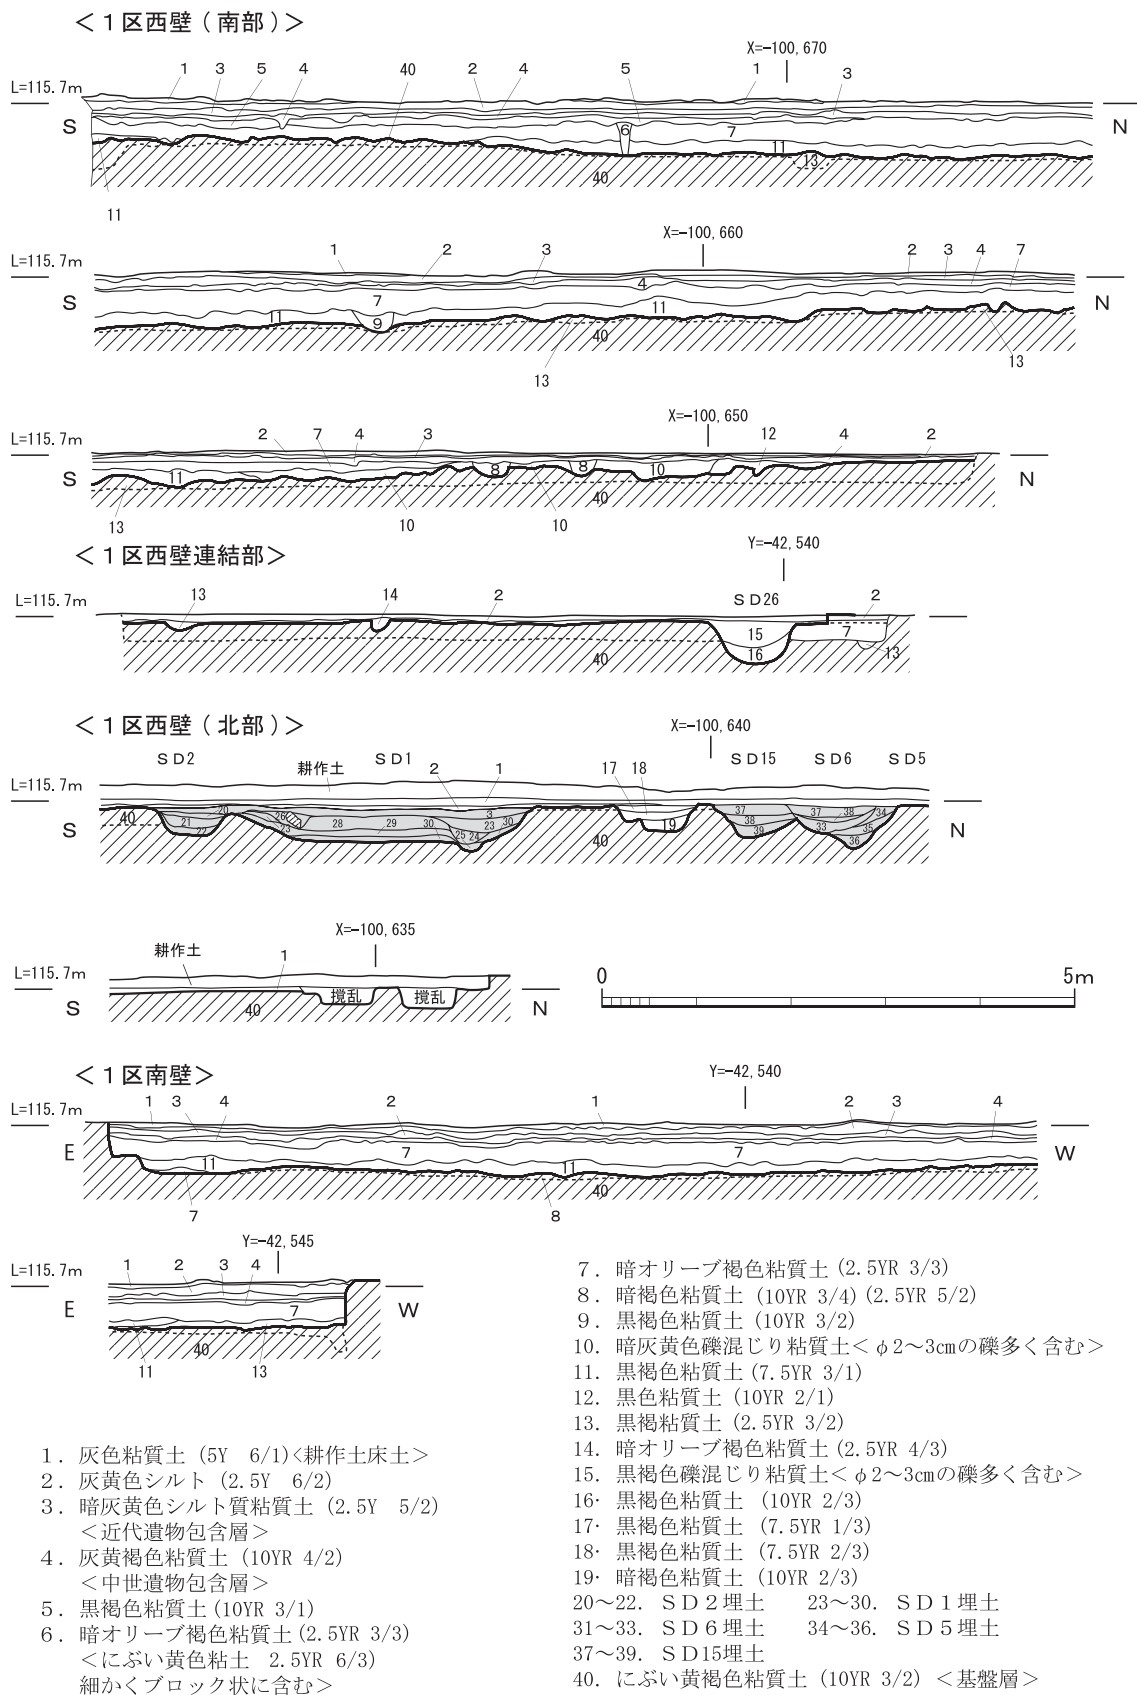 ＜１区西壁（南部）＞
X=-100,670
1 3 5 4 40 2 4 5 1 3
L=115.7m
S 6 7 N
11 13
40
11
X=-100,660
1 2 3 2 3 4 7
L=115.7m
4
S 7 N
11 9 11
40
13 13
X=-100,650
2 7 4 3 12 4 2
L=115.7m
S 11 8 8 10 N
40
13 10 10
＜１区西壁連結部＞
Y=-42,540
13 14 2 ＳＤ26 2
L=115.7m
15 7
40 16 13
＜１区西壁（北部）＞
X=-100,640
ＳＤ2 耕作土 ＳＤ1 2 1 17 18 ＳＤ15 ＳＤ6 ＳＤ5
L=115.7m
S 40 20 21 22 26 23 28 29 30 25 24 23 3 30 40 19 37 38 39 37 38 33 34 35 36 N
X=-100,635
耕作土 1
L=115.7m
撹乱 撹乱
S 40 N
0 5m
＜１区南壁＞
Y=-42,540
1 3 4 2 1 2 3 4
L=115.7m
E 7 7 W
11 11
40
7 8
Y=-42,545
1 2 3 4
L=115.7m
E 7 W
40
11 13
1．灰色粘質土（5Y 6/1)<耕作土床土＞
2．灰黄色シルト（2.5Y 6/2）
3．暗灰黄色シルト質粘質土（2.5Y 5/2）
＜近代遺物包含層＞
4．灰黄褐色粘質土（10YR 4/2）
＜中世遺物包含層＞
5．黒褐色粘質土(10YR 3/1)
6．暗オリーブ褐色粘質土(2.5YR 3/3)
＜にぶい黄色粘土 2.5YR 6/3)
細かくブロック状に含む＞
7．暗オリーブ褐色粘質土(2.5YR 3/3)
8．暗褐色粘質土（10YR 3/4）(2.5YR 5/2)
9．黒褐色粘質土（10YR 3/2）
10．暗灰黄色礫混じり粘質土＜φ2～3㎝の礫多く含む＞
11．黒褐色粘質土(7.5YR 3/1)
12．黒色粘質土（10YR 2/1）
13．黒褐粘質土（2.5YR 3/2）
14．暗オリーブ褐色粘質土(2.5YR 4/3)
15．黒褐色礫混じり粘質土＜φ2～3㎝の礫多く含む＞
16・黒褐色粘質土（10YR 2/3）
17・黒褐色粘質土（7.5YR 1/3）
18・黒褐色粘質土（7.5YR 2/3）
19・暗褐色粘質土（10YR 2/3）
20～22．ＳＤ２埋土 23～30．ＳＤ１埋土
31～33．ＳＤ６埋土 34～36．ＳＤ５埋土
37～39．ＳＤ15埋土
40．にぶい黄褐色粘質土（10YR 3/2）＜基盤層＞